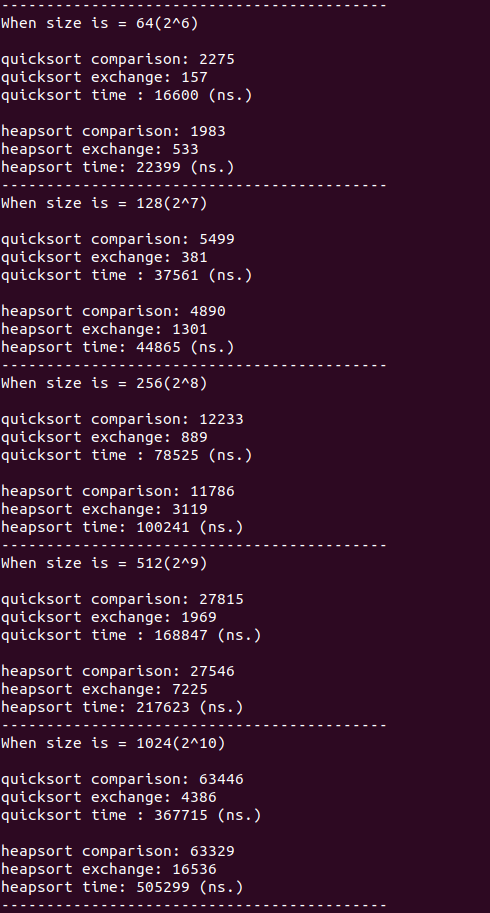 -------------------------------------------
When size is = 64(2^6)
quicksort comparison: 2275
quicksort exchange: 157
quicksort time : 16600 (ns.)
heapsort comparison: 1983
heapsort exchange: 533
heapsort time: 22399 (ns.)
-------------------------------------------
When size is = 128(2^7)
quicksort comparison: 5499
quicksort exchange: 381
quicksort time : 37561 (ns.)
heapsort comparison: 4890
heapsort exchange: 1301
heapsort time: 44865 (ns.)
-------------------------------------------
When size is = 256(2^8)
quicksort comparison: 12233
quicksort exchange: 889
quicksort time : 78525 (ns.)
heapsort comparison: 11786
heapsort exchange: 3119
heapsort time: 100241 (ns.)
-------------------------------------------
When size is = 512(2^9)
quicksort comparison: 27815
quicksort exchange: 1969
quicksort time : 168847 (ns.)
heapsort comparison: 27546
heapsort exchange: 7225
heapsort time: 217623 (ns.)
-------------------------------------------
When size is = 1024(2^10)
quicksort comparison: 63446
quicksort exchange: 4386
quicksort time : 367715 (ns.)
heapsort comparison: 63329
heapsort exchange: 16536
heapsort time: 505299 (ns.)
-------------------------------------------